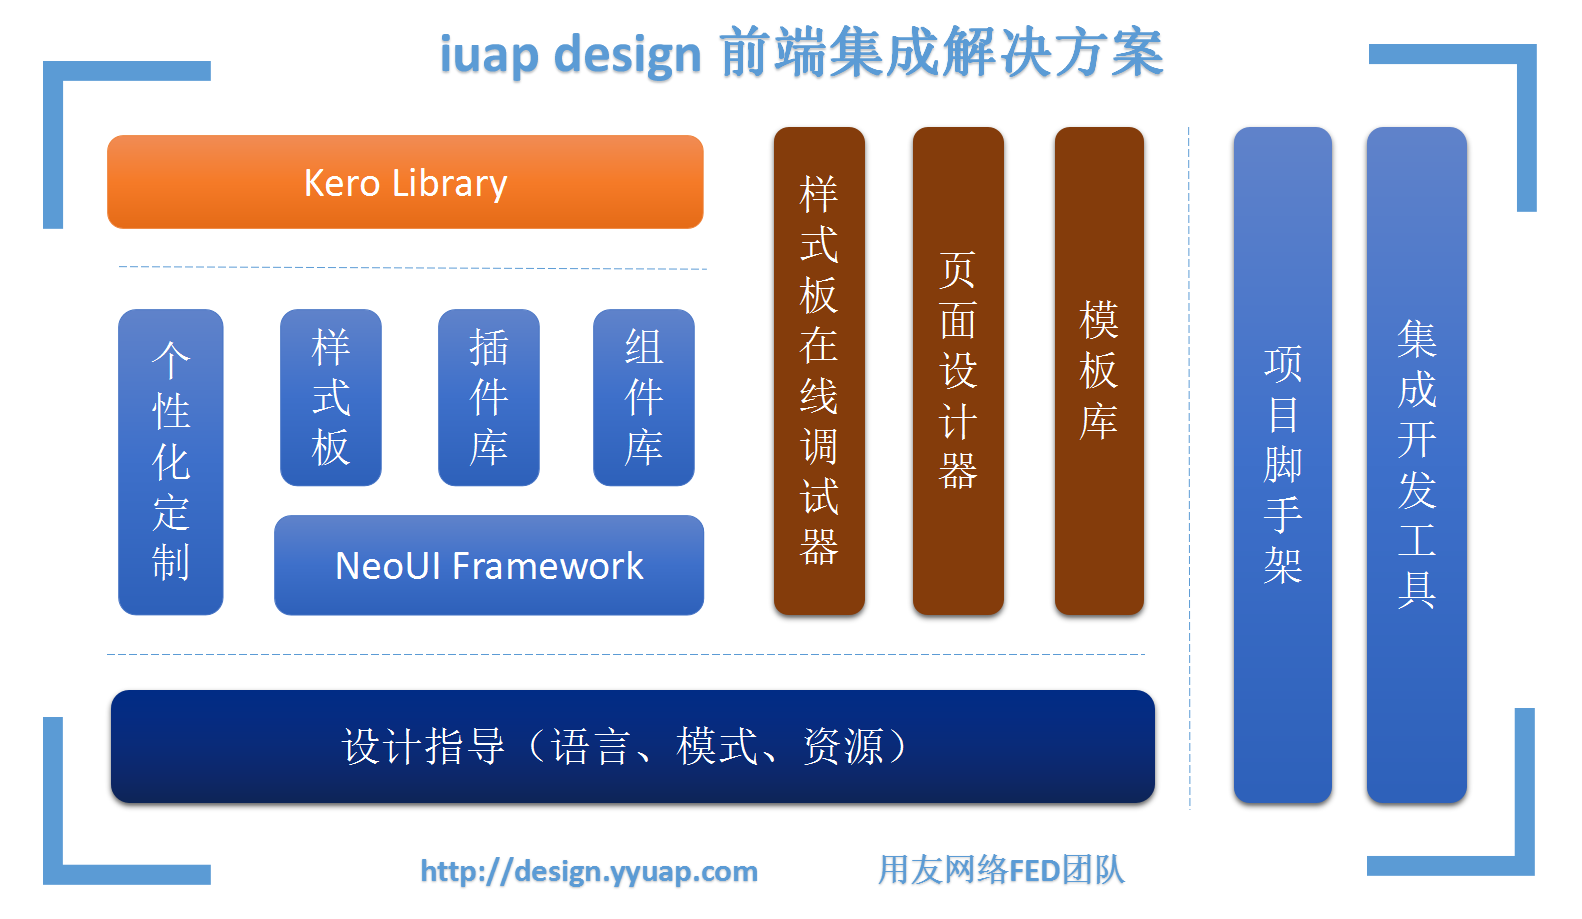 iuap design 前端集成解决方案
Kero Library
个性化定制
样式板
插件库
组件库
NeoUI Framework
样式板在线调试器
页面设计器
模板库
项目脚手架
集成开发工具
设计指导（语言、模式、资源）
http://design.yyuap.com
用友网络FED团队